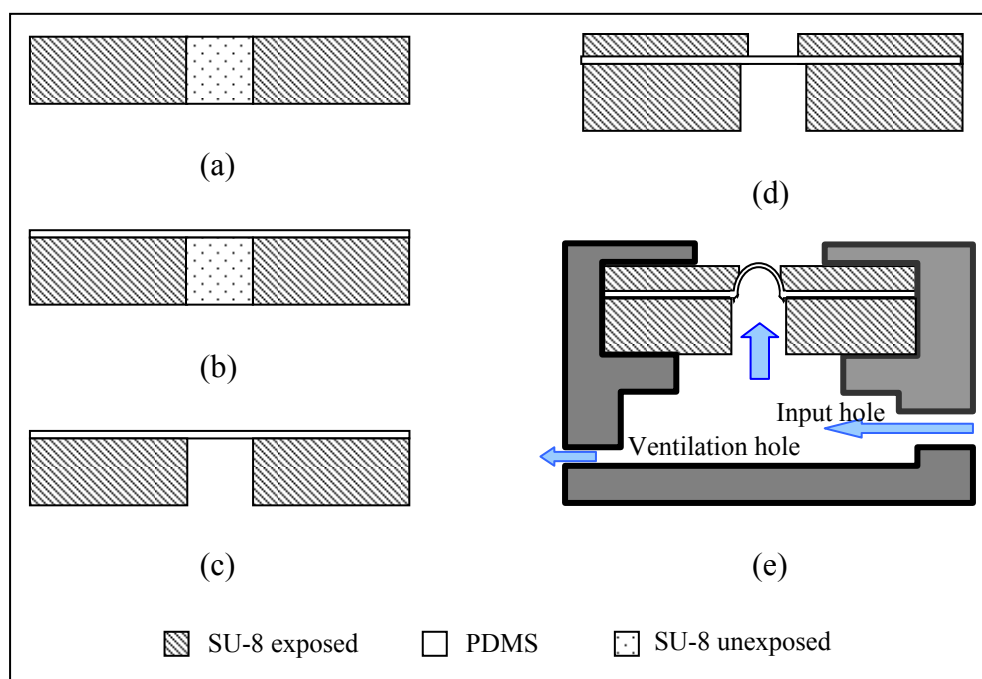 (a)
(b)
(c)
(d)
Input hole
Ventilation hole
(e)
SU-8 exposed PDMS SU-8 unexposed